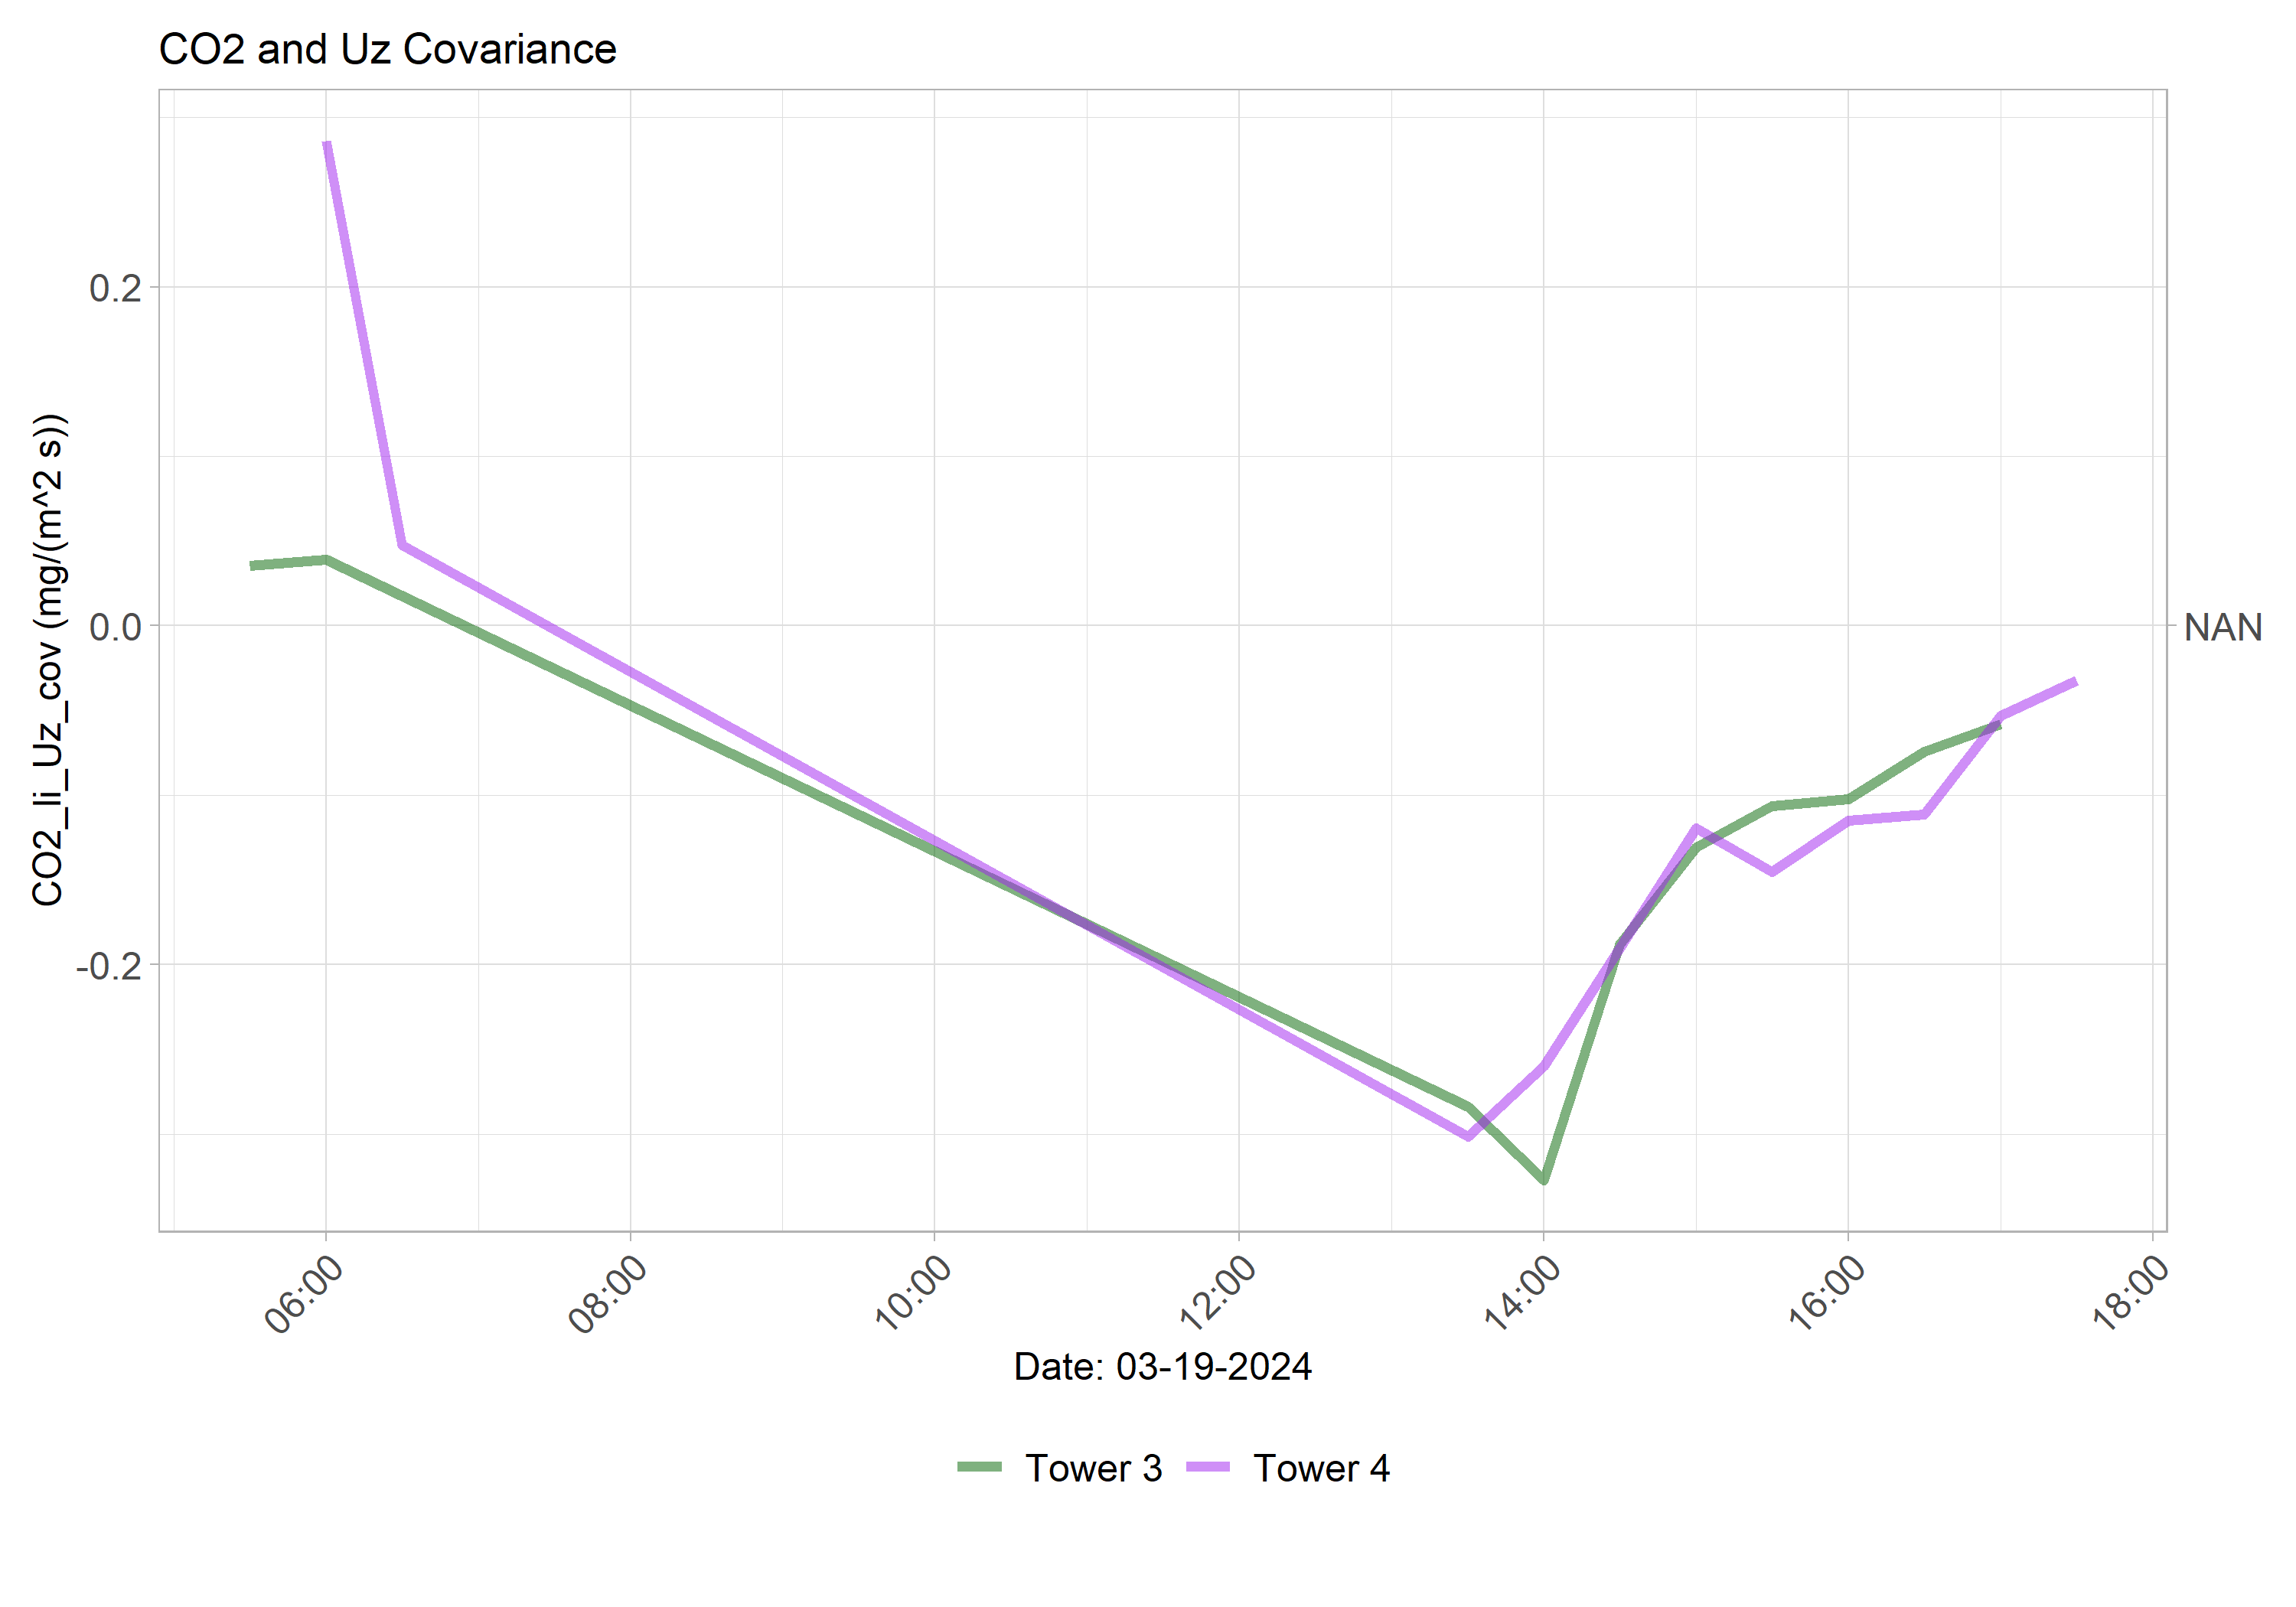 CO2 and Uz Covariance
CO2_li_Uz_cov (mg/(m^2 s))
0.2
0.0
-0.2
NAN
06:00
08:00
10:00
12:00
14:00
16:00
18:00
Date: 03-19-2024
Tower 3
Tower 4